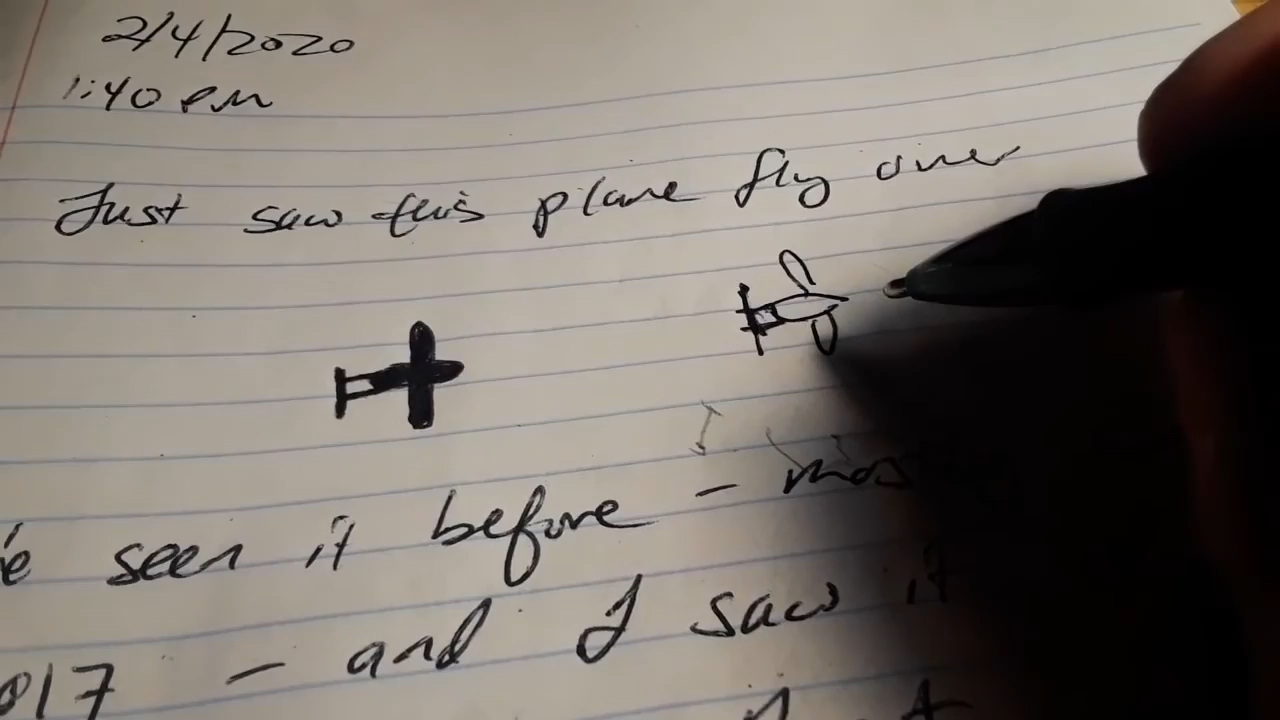 2/4/2020
1:40 PM
Just saw this plane fly over
seen it before -
017 - and I saw it